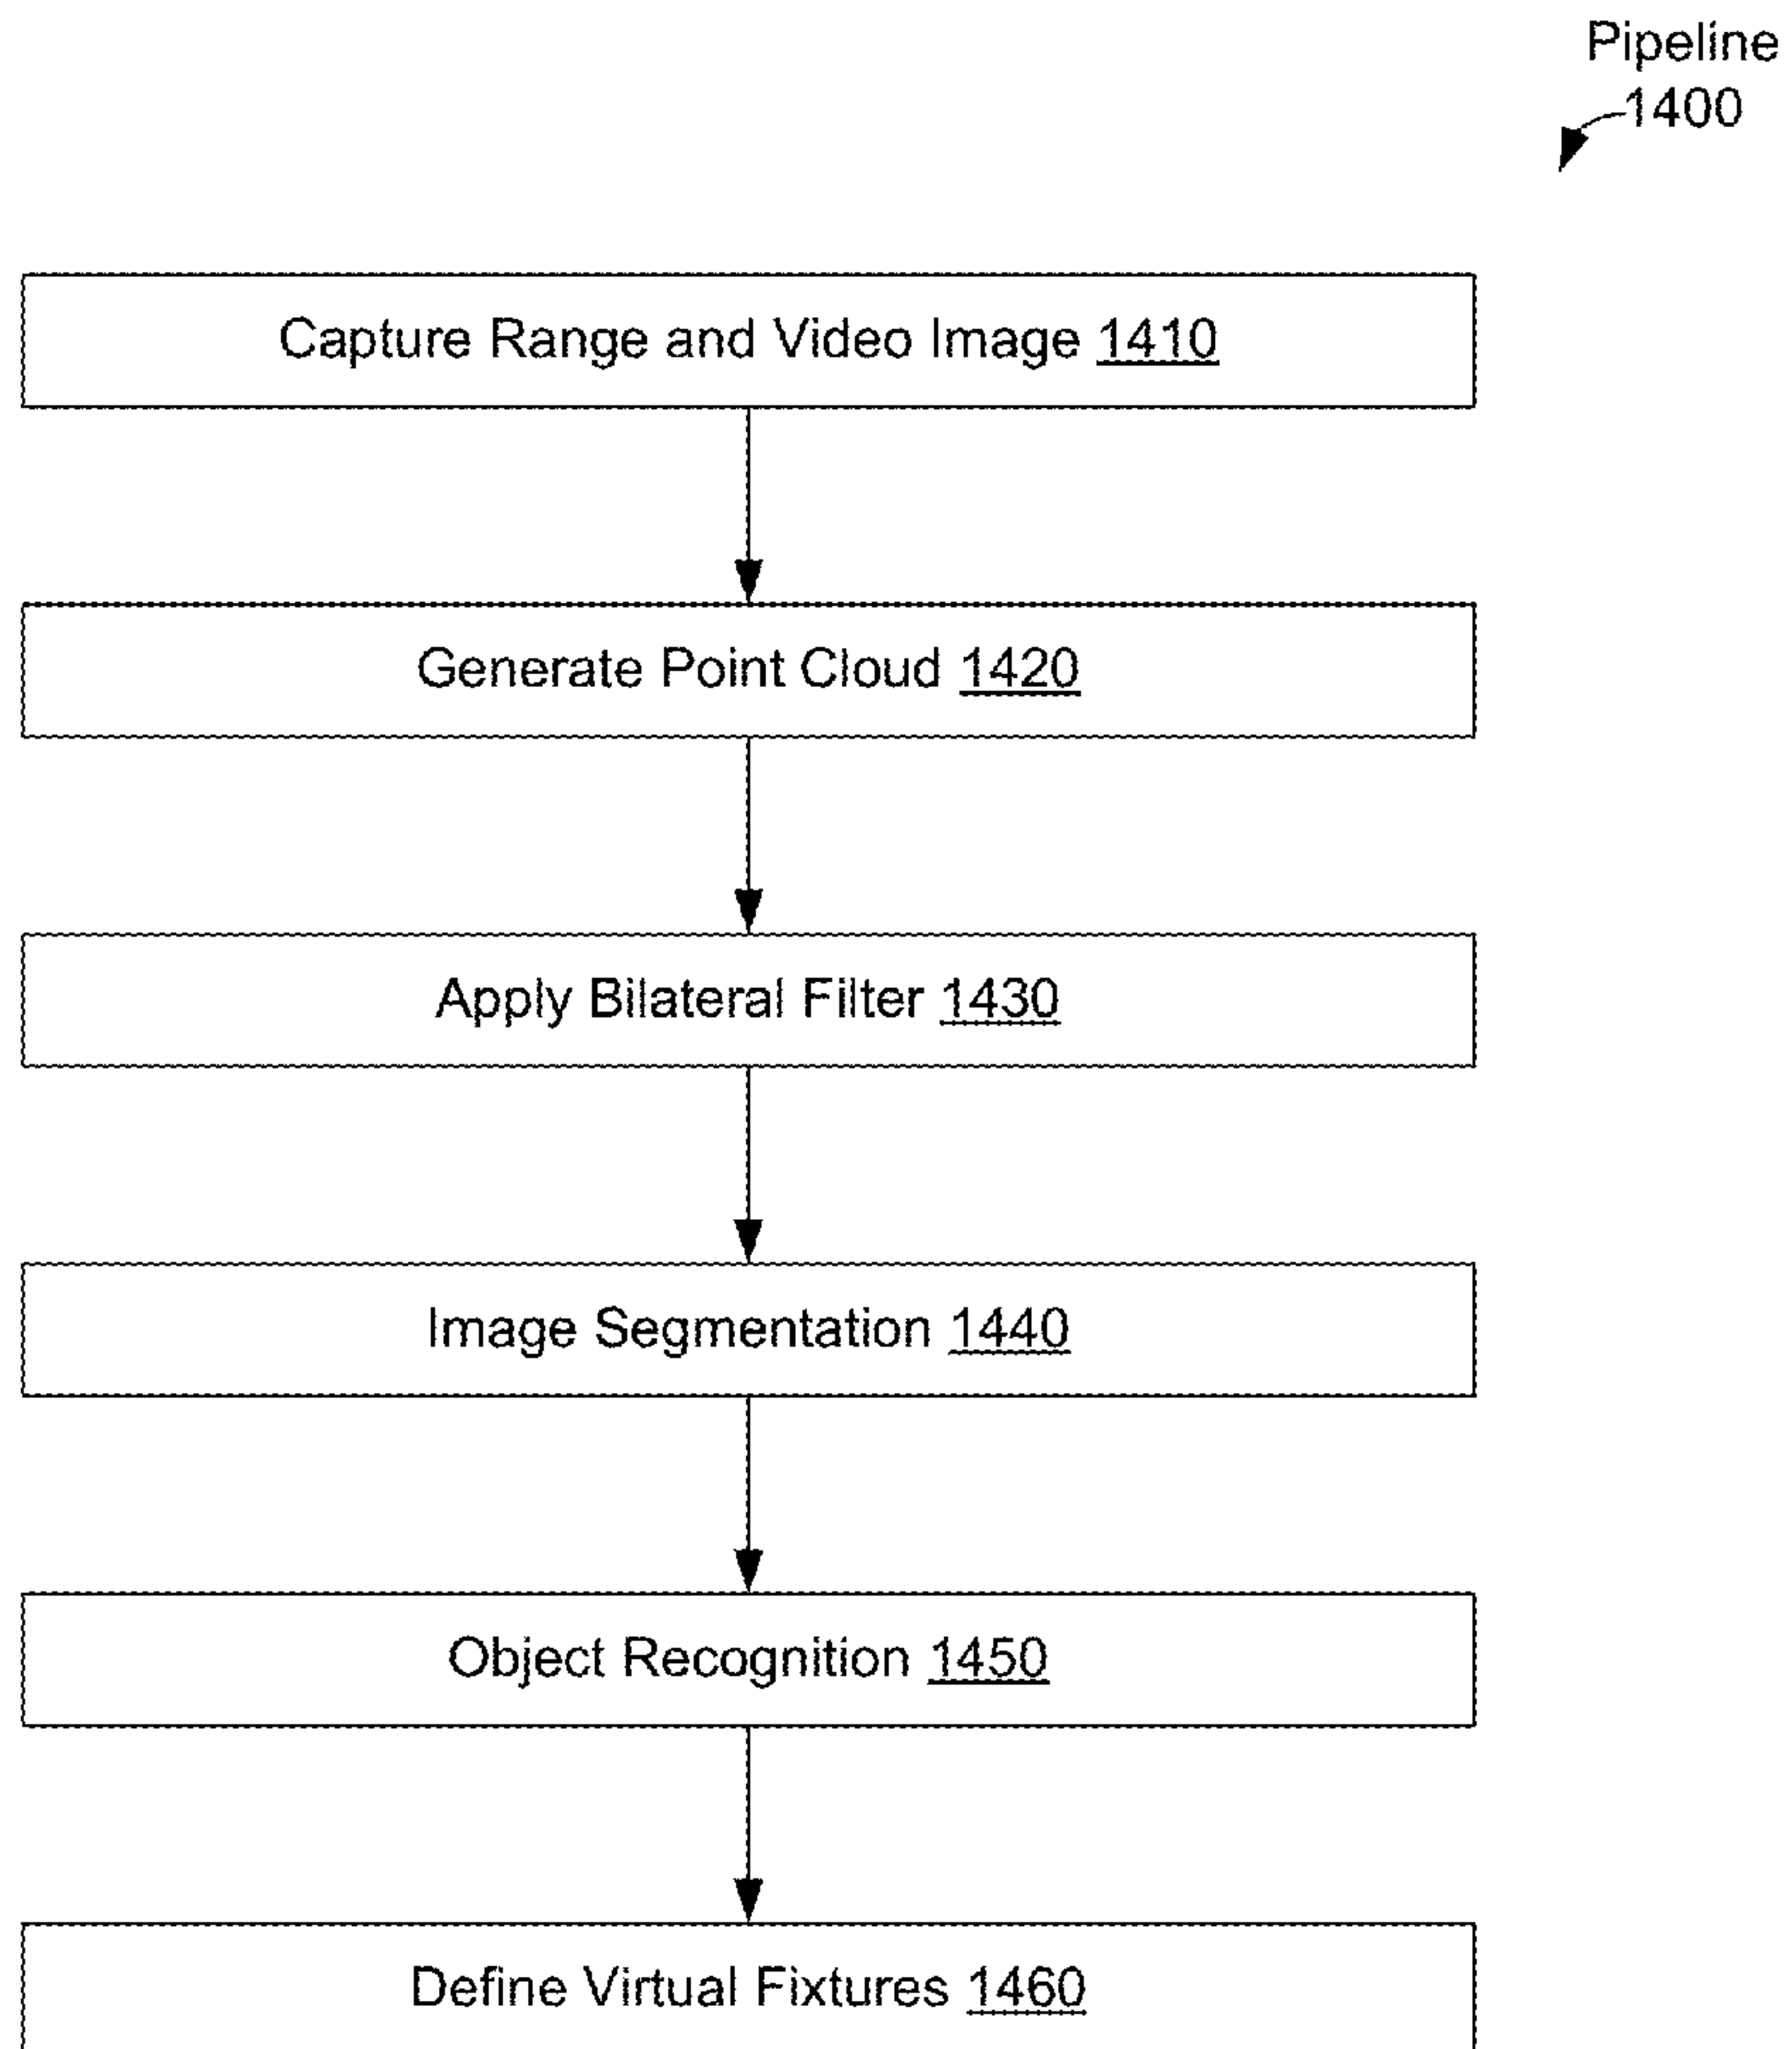 Pipeline
1400
Capture Range and Video Image 1410
Generate Point Cloud 1420
Apply Bilateral Filter 1430
Image Segmentation 1440
Object Recognition 1450
Define Virtual Fixtures 1460